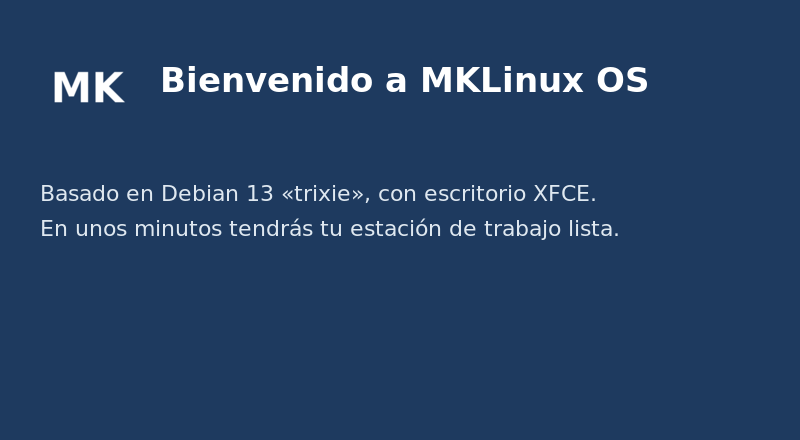 MK
Bienvenido a MKLinux OS
Basado en Debian 13 «trixie», con escritorio XFCE.
En unos minutos tendrás tu estación de trabajo lista.